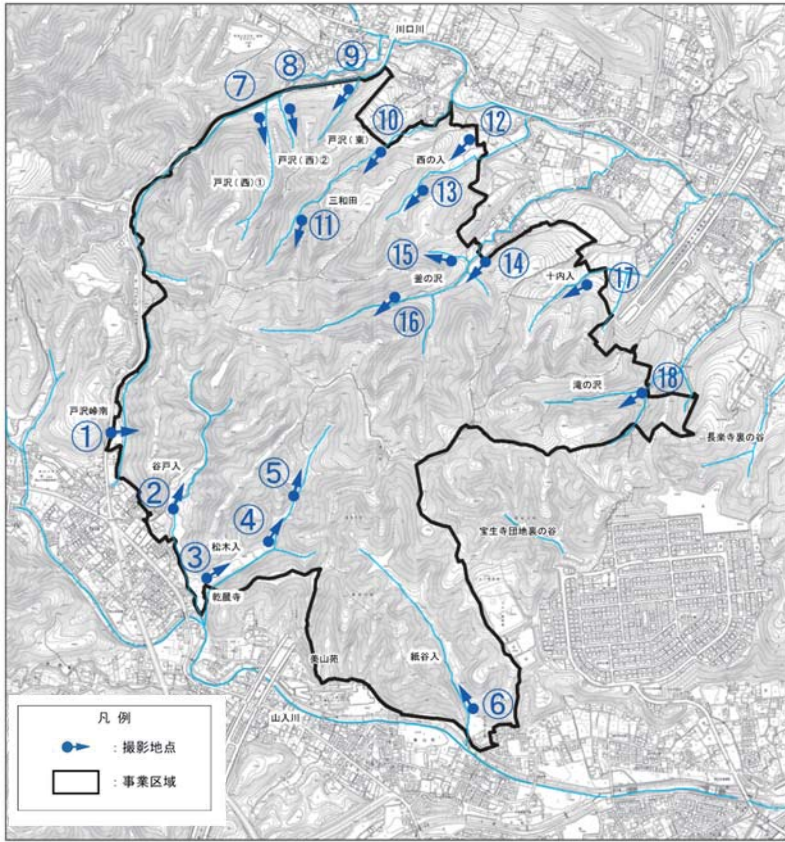 川口川
⑨
⑧
⑦
⑩
⑫
戸沢(東)
西の入
戸沢(西)②
戸沢(西)①
三和田
⑬
⑪
⑮
⑭
釜の沢
十内入
⑰
⑯
滝の沢
⑱
戸沢峠南
①
長楽寺裏の谷
谷戸入
⑤
②
宝生寺団地裏の谷
④
松木入
③
乾晨寺
美山苑
紙谷入
⑥
山入川
凡 例
:撮影地点
:事業区域